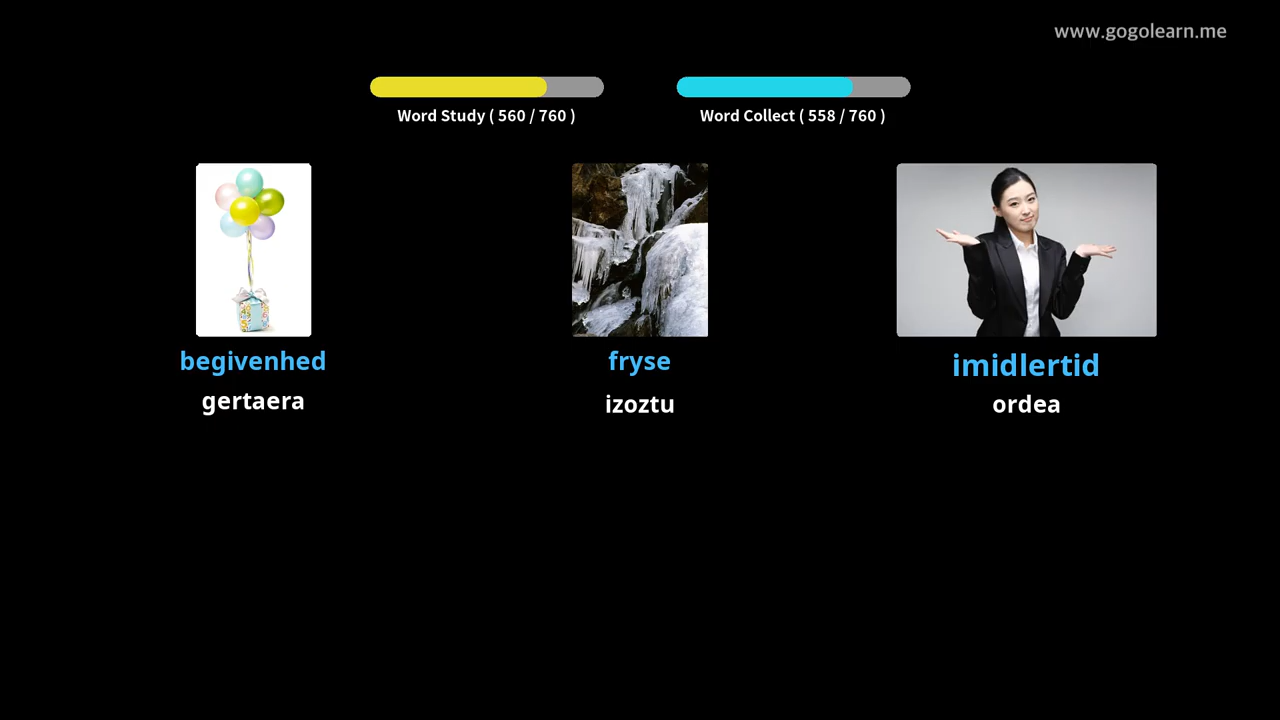 www.gogolearn.me
Word Study ( 560 / 760 )
Word Collect ( 558 / 760 )
begivenhed
gertaera
fryse
izoztu
imidlertid
ordea